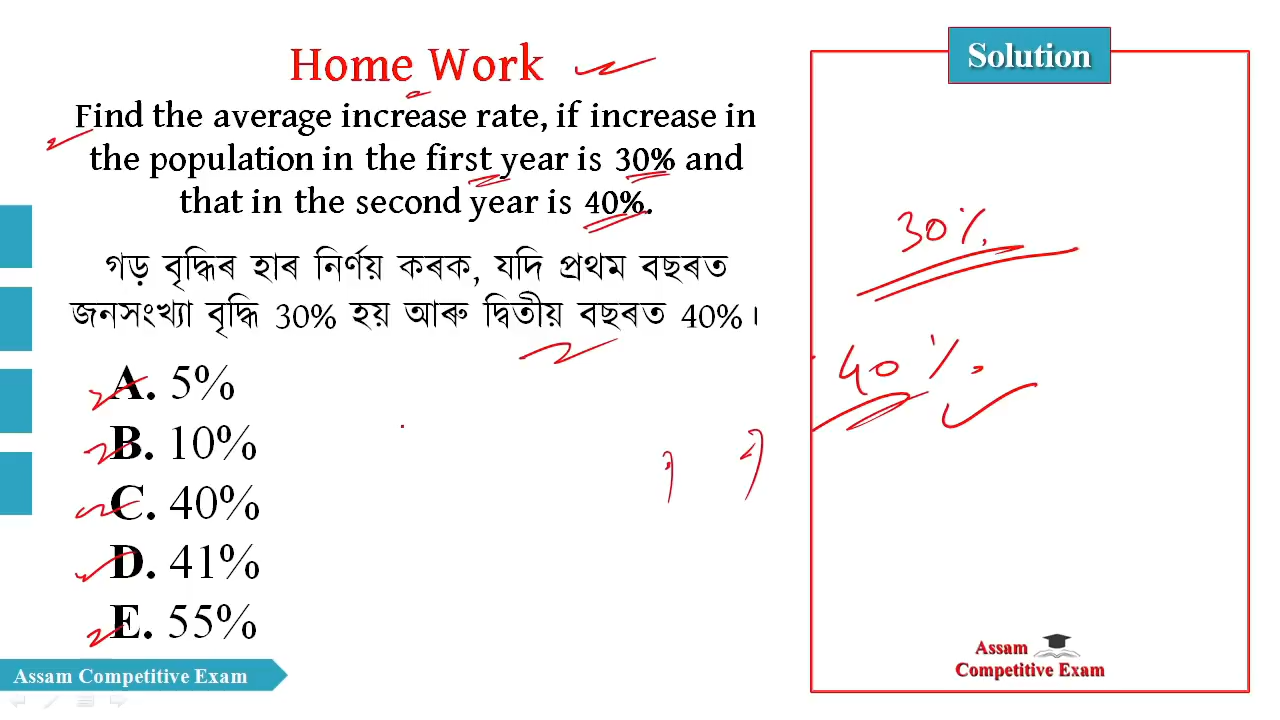 Home Work
Find the average increase rate, if increase in
the population in the first year is 30% and
that in the second year is 40%.
গড় বৃদ্ধিৰ হাৰ নিৰ্ণয় কৰক, যদি প্ৰথম বছৰত
জনসংখ্যা বৃদ্ধি 30% হয় আৰু দ্বিতীয় বছৰত 40%।
A. 5%
B. 10%
C. 40%
D. 41%
E. 55%
Assam Competitive Exam
Solution
30%
40%
Assam
Competitive Exam